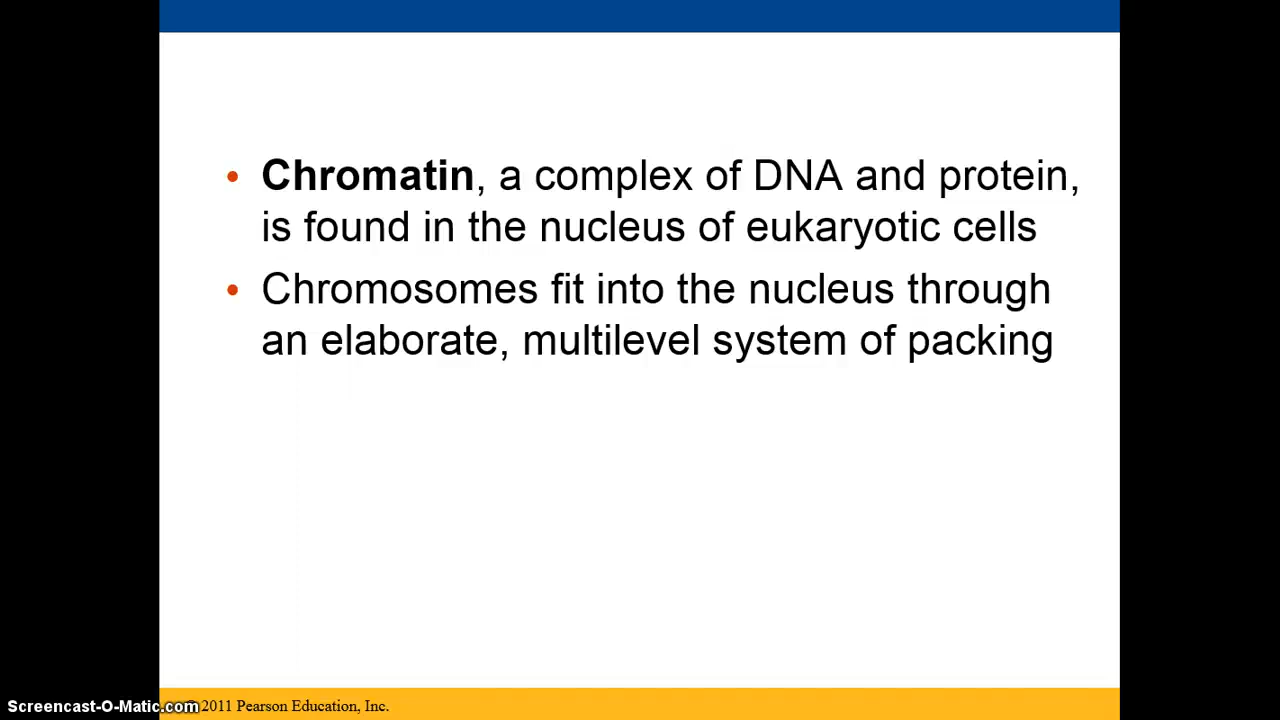 • Chromatin, a complex of DNA and protein,
is found in the nucleus of eukaryotic cells
• Chromosomes fit into the nucleus through
an elaborate, multilevel system of packing
Screencast-O-Matic.com
© 2011 Pearson Education, Inc.